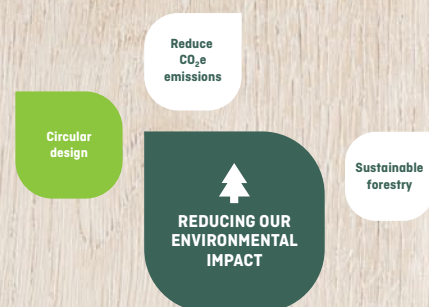 Reduce
CO₂e
emissions
Circular
design
Sustainable
forestry
REDUCING OUR
ENVIRONMENTAL
IMPACT